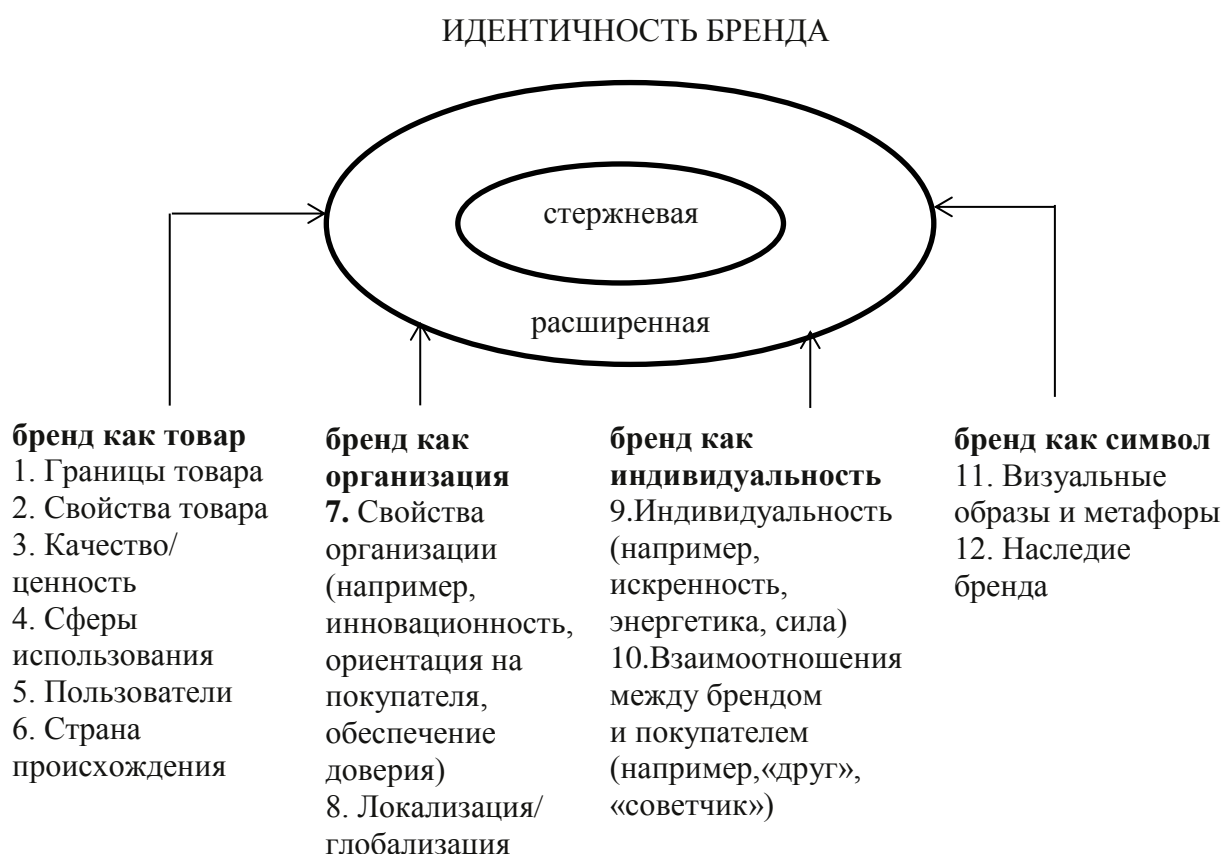 ИДЕНТИЧНОСТЬ БРЕНДА
стержневая
расширенная
бренд как товар
1. Границы товара
2. Свойства товара
3. Качество/
ценность
4. Сферы
использования
5. Пользователи
6. Страна
происхождения
бренд как
организация
7. Свойства
организации
(например,
инновационность,
ориентация на
покупателя,
обеспечение
доверия)
8. Локализация/
глобализация
бренд как
индивидуальность
9.Индивидуальность
(например,
искренность,
энергетика, сила)
10.Взаимоотношения
между брендом
и покупателем
(например,«друг»,
«советчик»)
бренд как символ
11. Визуальные
образы и метафоры
12. Наследие
бренда